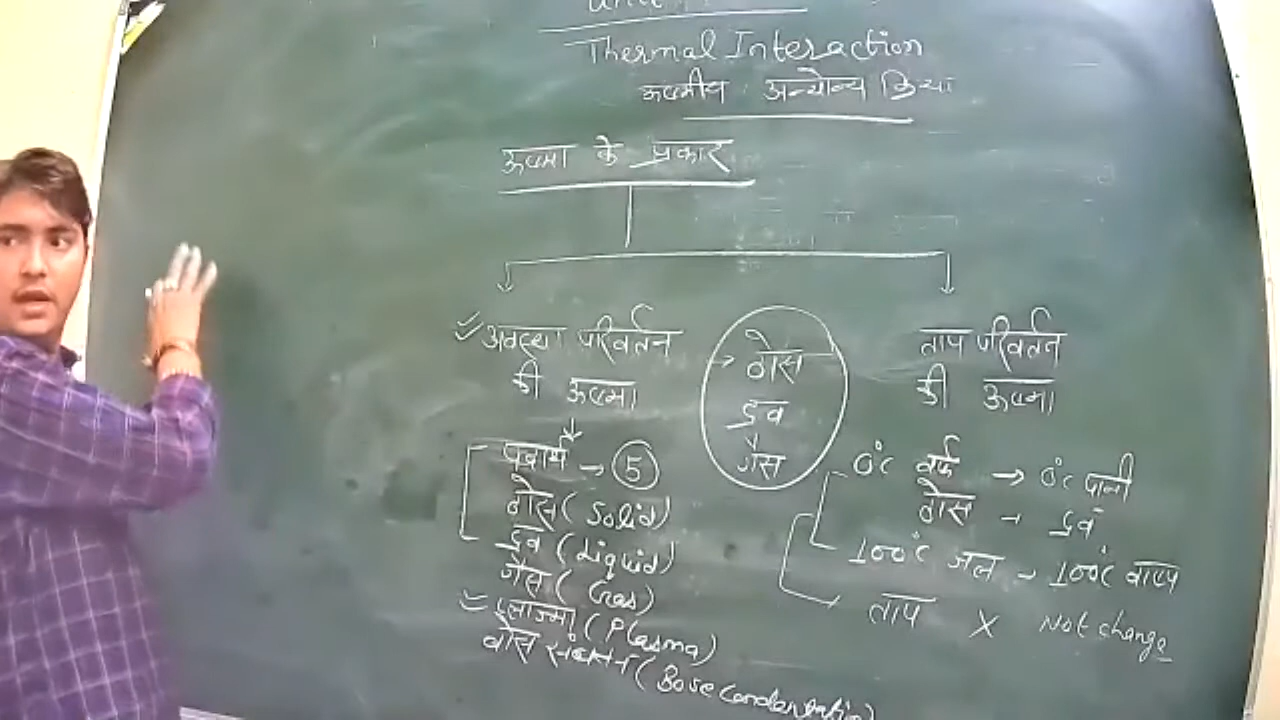 Thermal Interaction
ऊष्मीय अन्योन्य क्रिया
ऊष्मा के प्रकार
अवस्था परिवर्तन
की ऊष्मा
पदार्थ → 5
ठोस (Solid)
द्रव (Liquid)
गैस (Gas)
प्लाज्मा (Plasma)
बोस संघनन (Bose Condensation)
→ ठोस
द्रव
गैस
ताप परिवर्तन
की ऊष्मा
0°C बर्फ → 0°C पानी
ठोस → द्रव
100°C जल → 100°C वाष्प
ताप X Not change